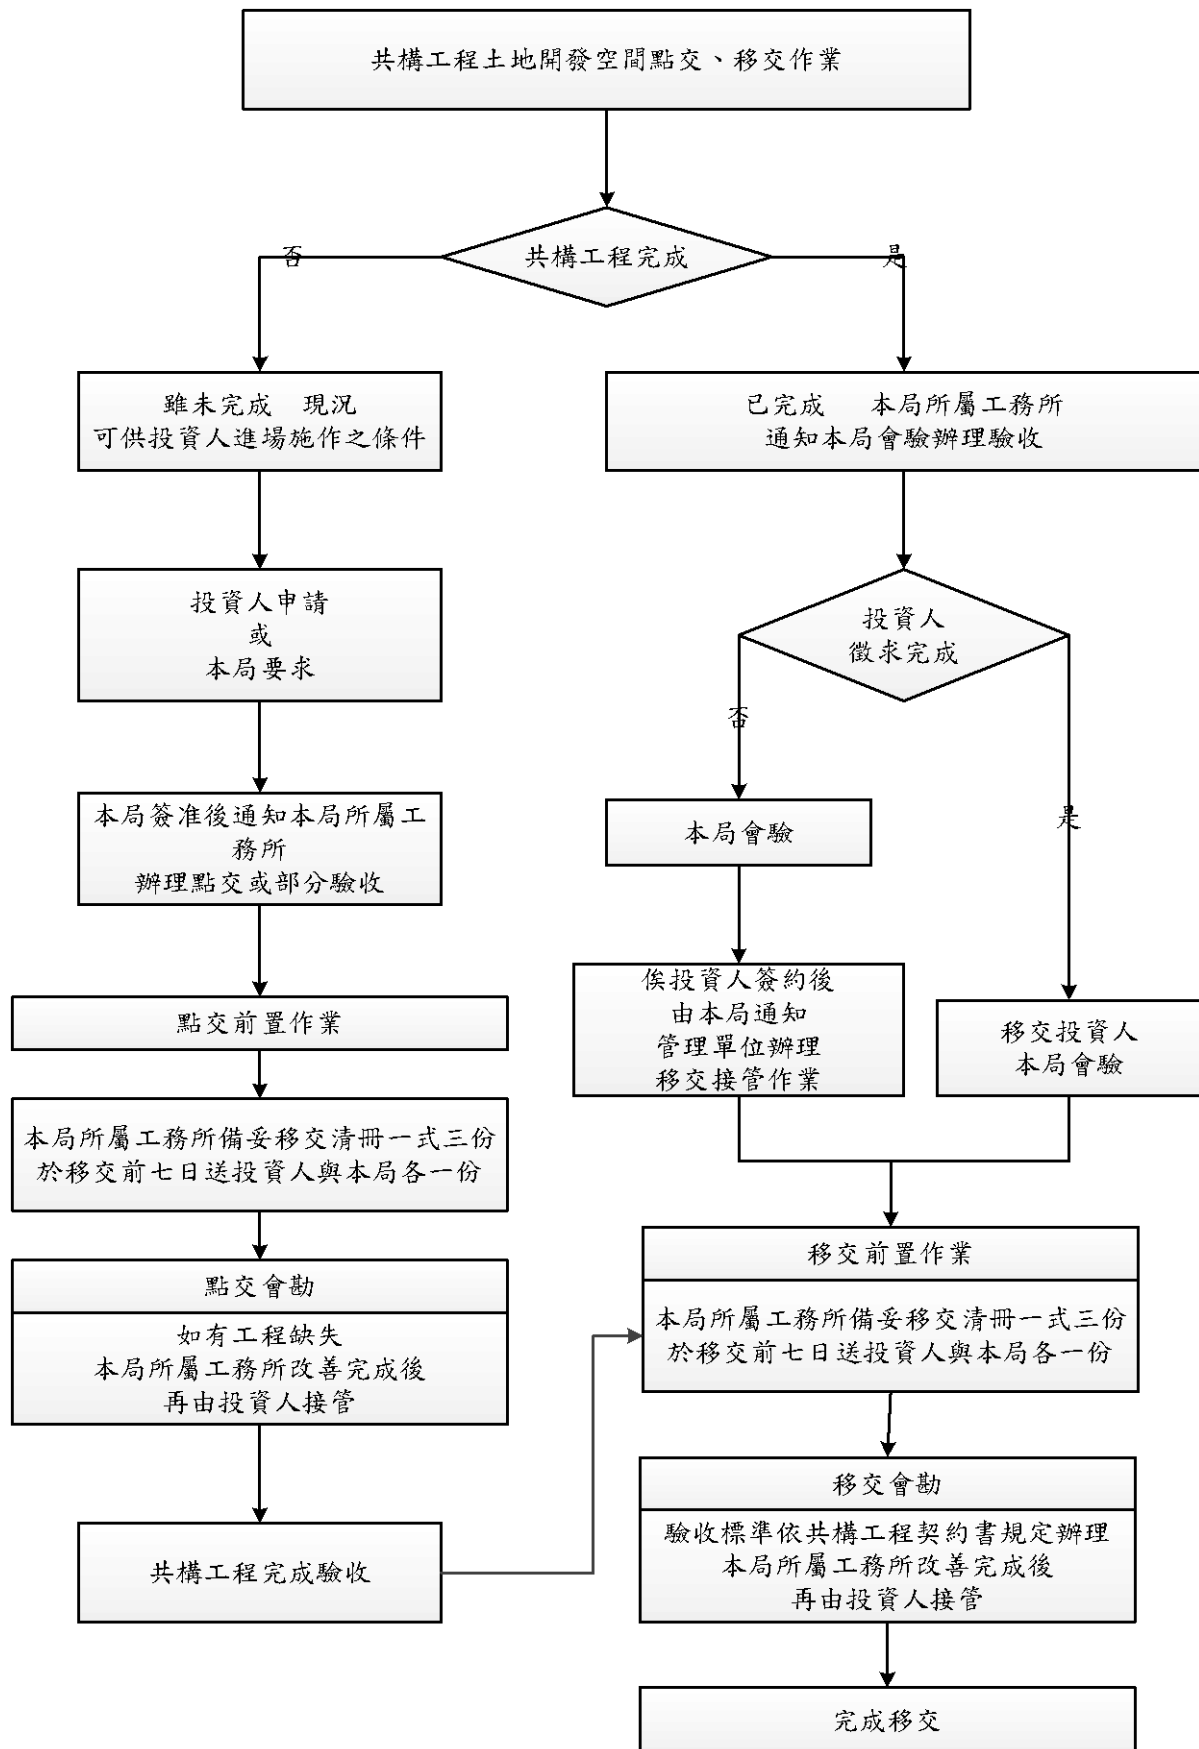 共構工程土地開發空間點交、移交作業
共構工程完成
否
是
雖未完成 現況
可供投資人進場施作之條件
已完成 本局所屬工務所
通知本局會驗辦理驗收
投資人申請
或
本局要求
投資人
徵求完成
否
是
本局簽准後通知本局所屬工
務所
辦理點交或部分驗收
本局會驗
點交前置作業
俟投資人簽約後
由本局通知
管理單位辦理
移交接管作業
移交投資人
本局會驗
本局所屬工務所備妥移交清冊一式三份
於移交前七日送投資人與本局各一份
點交會勘
如有工程缺失
本局所屬工務所改善完成後
再由投資人接管
共構工程完成驗收
移交前置作業
本局所屬工務所備妥移交清冊一式三份
於移交前七日送投資人與本局各一份
移交會勘
驗收標準依共構工程契約書規定辦理
本局所屬工務所改善完成後
再由投資人接管
完成移交